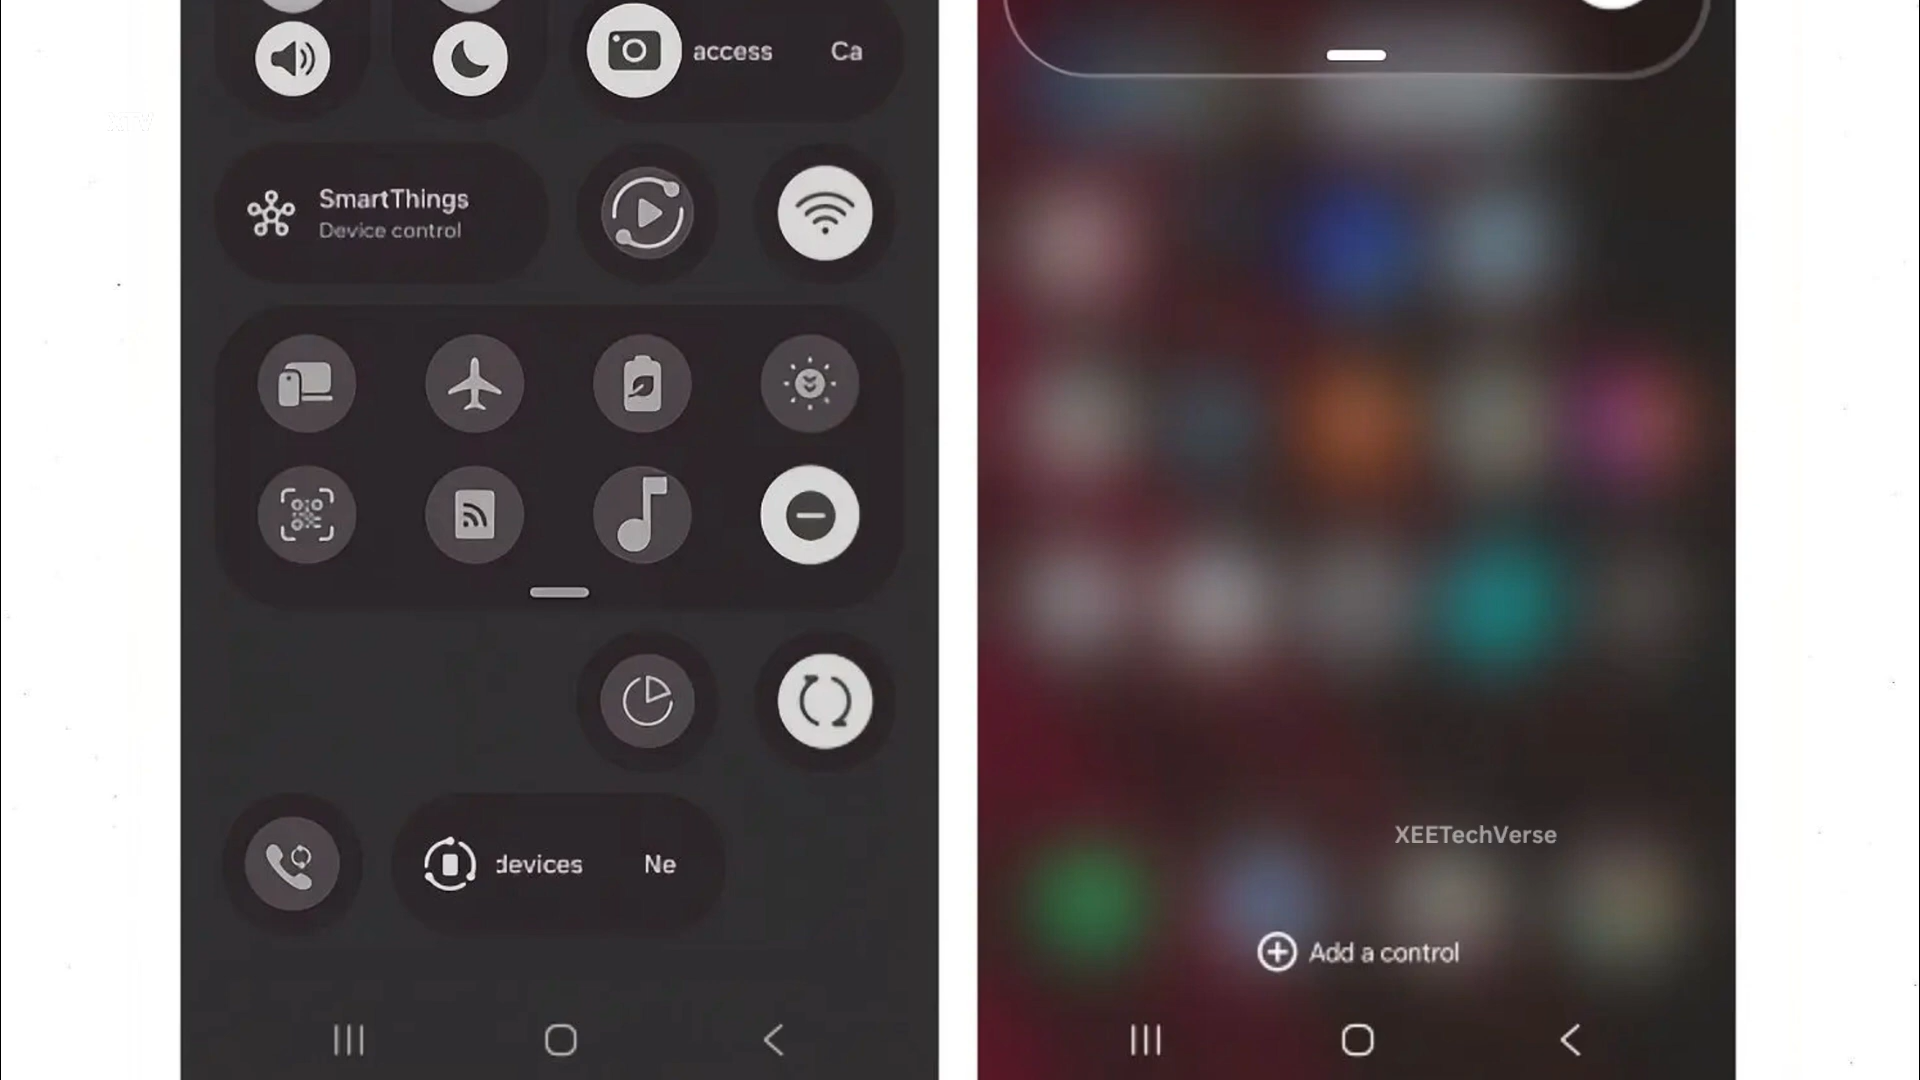 access Ca
SmartThings
Device control
devices Ne
XEETechVerse
Add a control